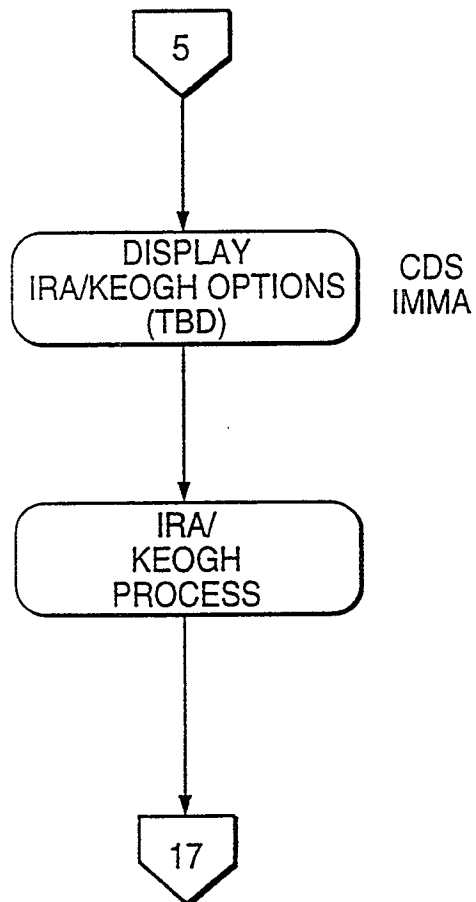 5
DISPLAY
IRA/KEOGH OPTIONS
(TBD)
CDS
IMMA
IRA/
KEOGH
PROCESS
17